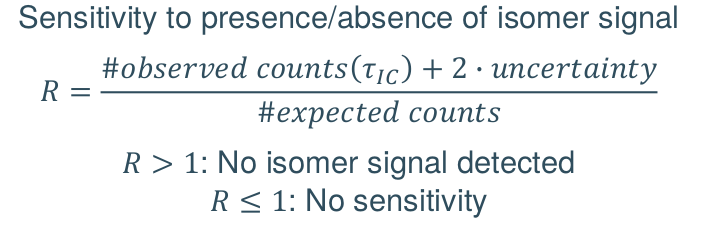 Sensitivity to presence/absence of isomer signal
R = #observed counts(τ_IC) + 2 · uncertainty / #expected counts
R > 1: No isomer signal detected
R ≤ 1: No sensitivity